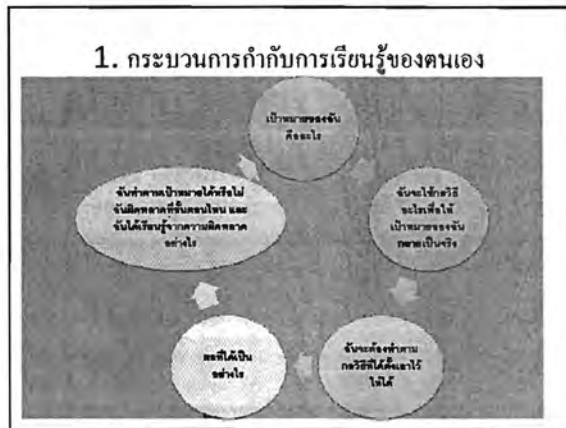 1. กระบวนการกำกับการเรียนรู้ของตนเอง
เป้าหมายของฉัน
คืออะไร
ฉันจะใช้กลวิธี
อะไรเพื่อให้
เป้าหมายของฉัน
กลายเป็นจริง
ฉันจะต้องทำตาม
กลวิธีที่ได้ตั้งเอาไว้
ให้ได้
ผลที่ได้เป็น
อย่างไร
ฉันทำตามเป้าหมายได้หรือไม่
ฉันผิดพลาดที่ขั้นตอนไหน และ
ฉันได้เรียนรู้จากความผิดพลาด
อย่างไร